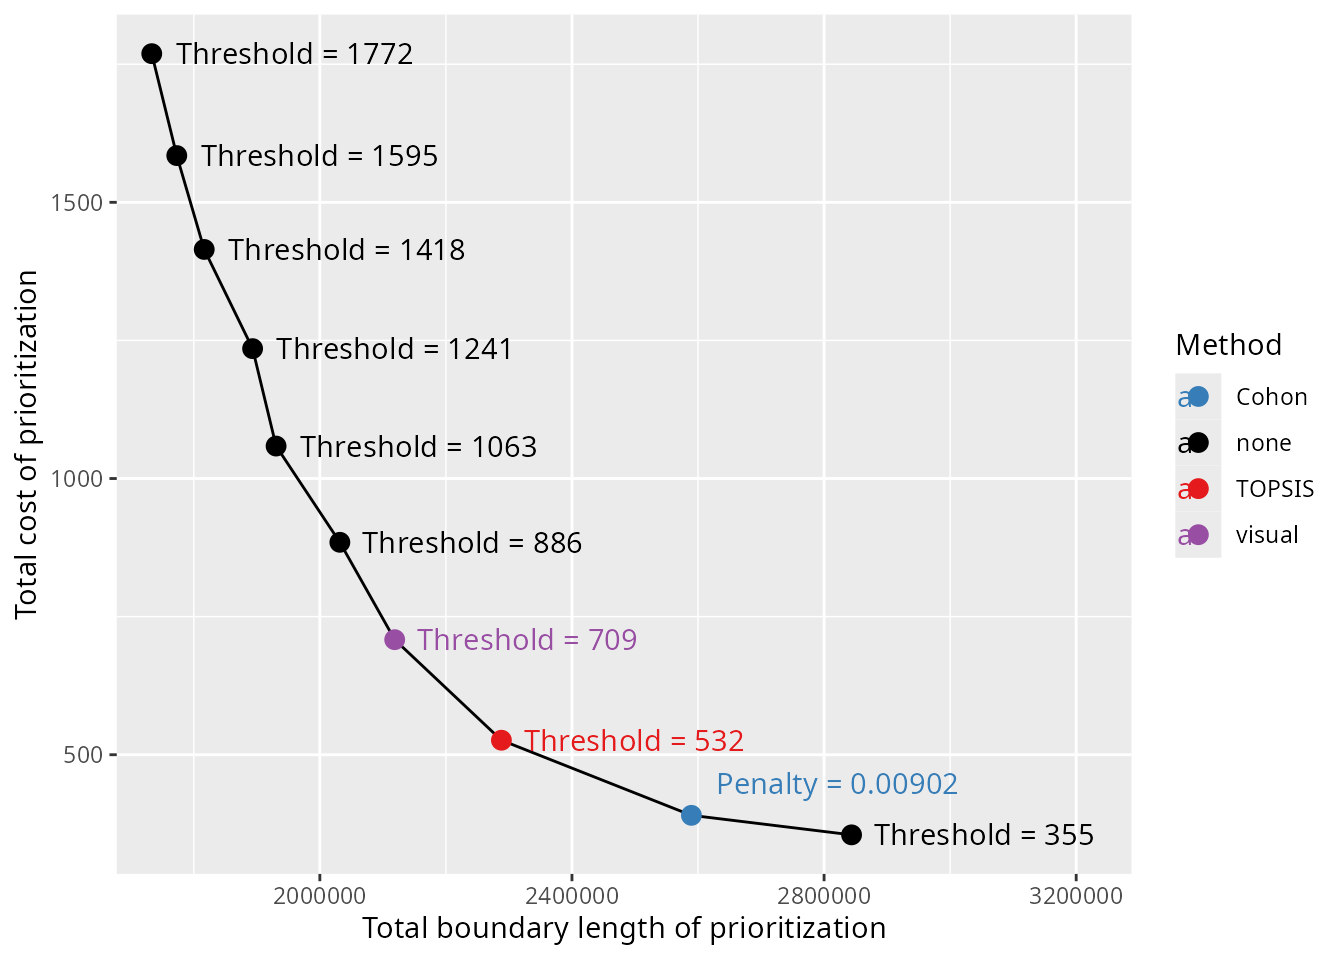 Threshold = 1772
Threshold = 1595
1500
Threshold = 1418
Threshold = 1241
Threshold = 1063
1000
Threshold = 886
Threshold = 709
Threshold = 532
500
Penalty = 0.00902
Threshold = 355
2000000
2400000
2800000
3200000
Total boundary length of prioritization
Total cost of prioritization
Method
a Cohon
a none
a TOPSIS
a visual